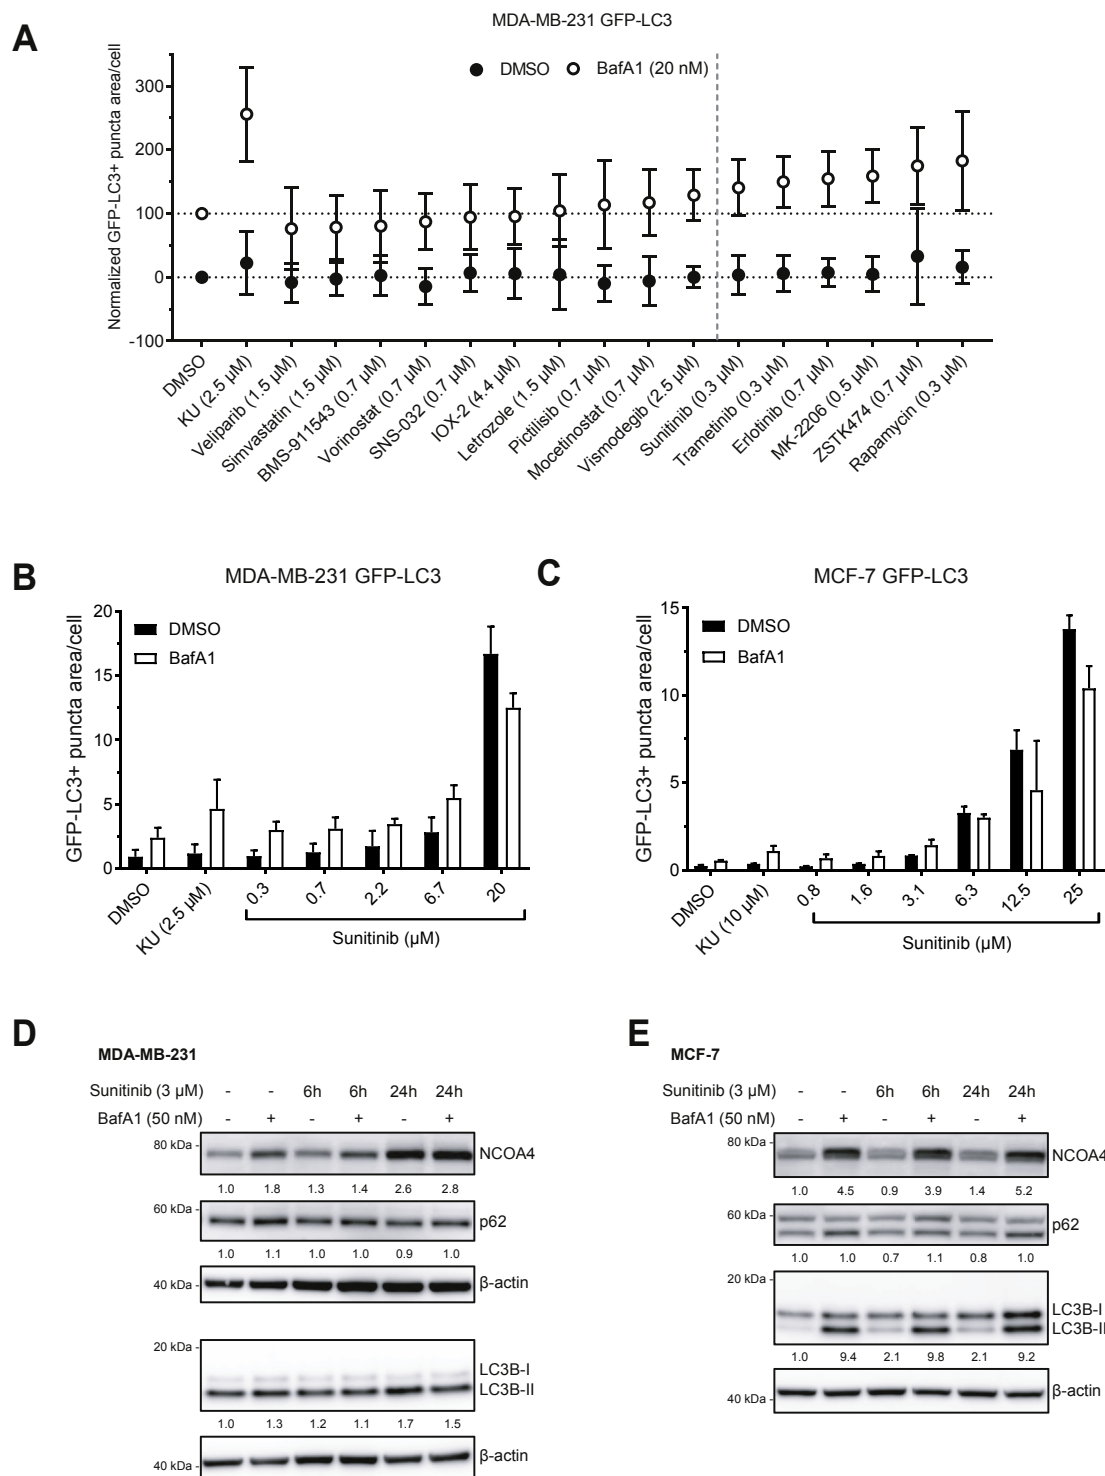 A
MDA-MB-231 GFP-LC3
DMSO BafA1 (20 nM)
Normalized GFP-LC3+ puncta area/cell
300
200
100
0
-100
DMSO
KU (2.5 µM)
Veliparib (1.5 µM)
Simvastatin (1.5 µM)
BMS-911543 (0.7 µM)
Vorinostat (0.7 µM)
SNS-032 (0.7 µM)
IOX-2 (4.4 µM)
Letrozole (1.5 µM)
Pictilisib (0.7 µM)
Mocetinostat (0.7 µM)
Vismodegib (2.5 µM)
Sunitinib (0.3 µM)
Trametinib (0.3 µM)
Erlotinib (0.7 µM)
MK-2206 (0.5 µM)
ZSTK474 (0.7 µM)
Rapamycin (0.3 µM)
B
MDA-MB-231 GFP-LC3
GFP-LC3+ puncta area/cell
20
15
10
5
0
DMSO
BafA1
DMSO
KU (2.5 µM)
0.3
0.7
2.2
6.7
20
Sunitinib (µM)
C
MCF-7 GFP-LC3
GFP-LC3+ puncta area/cell
15
10
5
0
DMSO
BafA1
DMSO
KU (10 µM)
0.8
1.6
3.1
6.3
12.5
25
Sunitinib (µM)
D
MDA-MB-231
Sunitinib (3 µM) - - 6h 6h 24h 24h
BafA1 (50 nM) - + - + - +
80 kDa - NCOA4
1.0 1.8 1.3 1.4 2.6 2.8
60 kDa - p62
1.0 1.1 1.0 1.0 0.9 1.0
40 kDa - β-actin
20 kDa -
LC3B-I
LC3B-II
1.0 1.3 1.2 1.1 1.7 1.5
40 kDa - β-actin
E
MCF-7
Sunitinib (3 µM) - - 6h 6h 24h 24h
BafA1 (50 nM) - + - + - +
80 kDa - NCOA4
1.0 4.5 0.9 3.9 1.4 5.2
60 kDa - p62
1.0 1.0 0.7 1.1 0.8 1.0
20 kDa -
LC3B-I
LC3B-II
1.0 9.4 2.1 9.8 2.1 9.2
40 kDa - β-actin